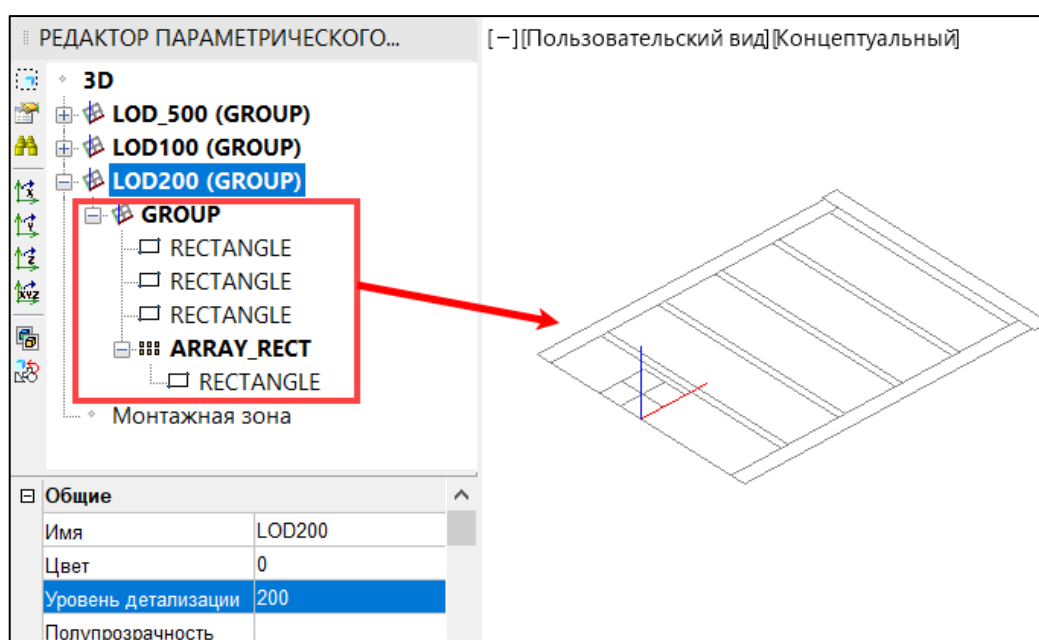 РЕДАКТОР ПАРАМЕТРИЧЕСКОГО...
[−][Пользовательский вид][Концептуальный]
3D
LOD_500 (GROUP)
LOD100 (GROUP)
LOD200 (GROUP)
GROUP
RECTANGLE
RECTANGLE
RECTANGLE
ARRAY_RECT
RECTANGLE
Монтажная зона
X
Y
Z
XYZ
Общие
Имя LOD200
Цвет 0
Уровень детализации 200
Полупрозрачность